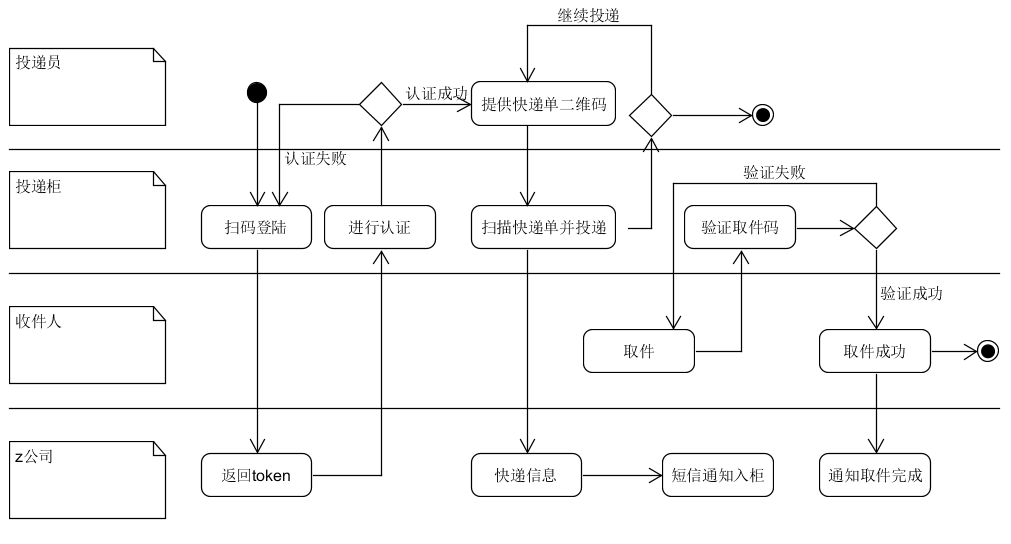 继续投递
投递员
认证成功
提供快递单二维码
认证失败
投递柜
验证失败
扫码登陆
进行认证
扫描快递单并投递
验证取件码
验证成功
收件人
取件
取件成功
z公司
返回token
快递信息
短信通知入柜
通知取件完成